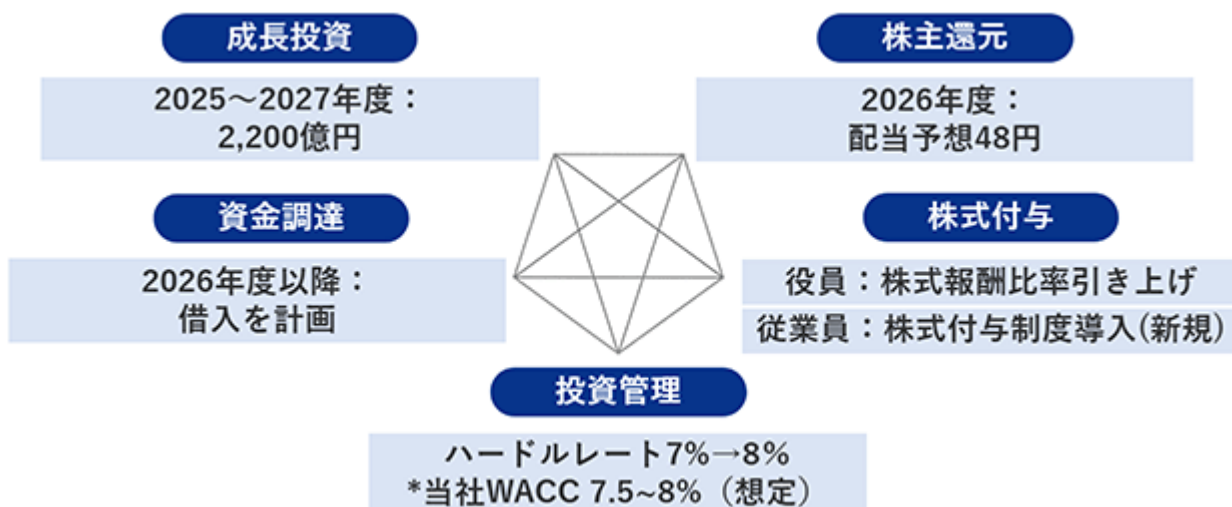 成長投資
2025～2027年度：
2,200億円
株主還元
2026年度：
配当予想48円
資金調達
2026年度以降：
借入を計画
株式付与
役員：株式報酬比率引き上げ
従業員：株式付与制度導入(新規)
投資管理
ハードルレート7%→8%
*当社WACC 7.5~8%（想定）